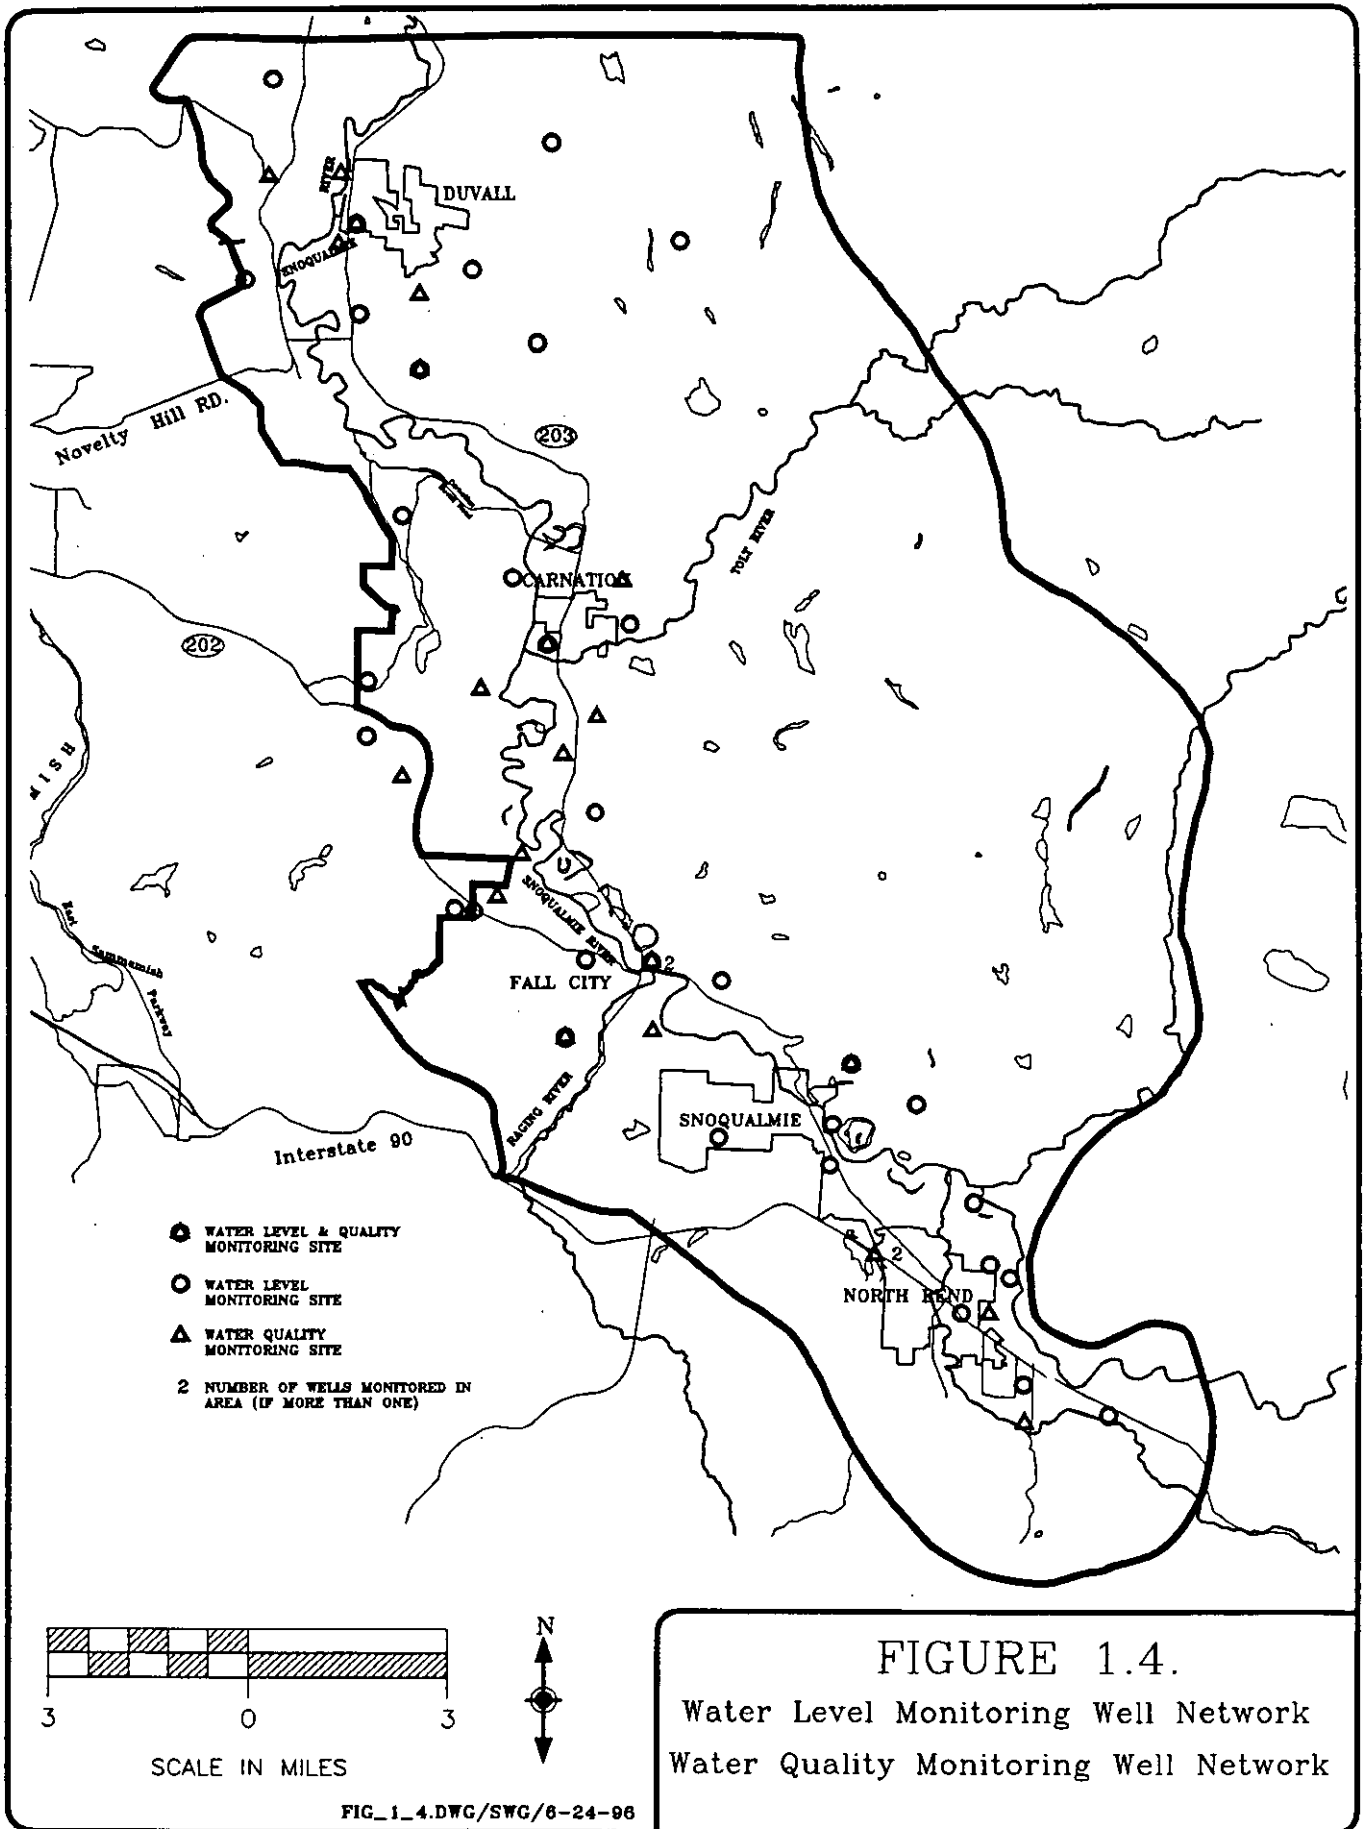 RIVER
DUVALL
SNOQUALMIE
Novelty Hill RD.
203
TOLT RIVER
CARNATION
202
MISH
SNOQUALMIE RIVER
East
Sammamish
Parkway
2
FALL CITY
RAGING RIVER
SNOQUALMIE
Interstate 90
2
NORTH BEND
WATER LEVEL & QUALITY
MONITORING SITE
WATER LEVEL
MONITORING SITE
WATER QUALITY
MONITORING SITE
2 NUMBER OF WELLS MONITORED IN
AREA (IF MORE THAN ONE)
3 0 3
SCALE IN MILES
N
FIG_1_4.DWG/SWG/6-24-96
FIGURE 1.4.
Water Level Monitoring Well Network
Water Quality Monitoring Well Network